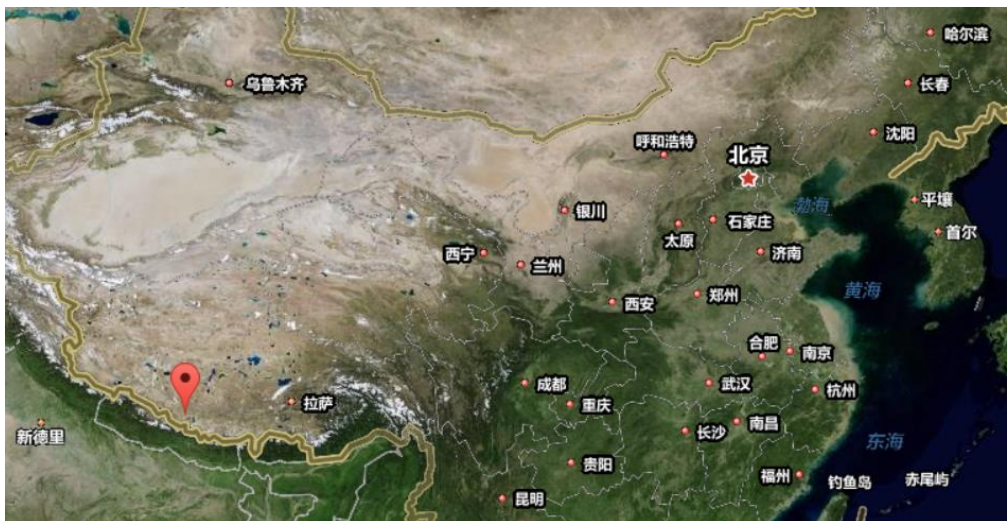 哈尔滨
乌鲁木齐
长春
沈阳
呼和浩特
北京
平壤
勃海
银川
石家庄
首尔
太原
西宁
兰州
济南
黄海
西安
郑州
合肥
南京
成都
武汉
杭州
拉萨
重庆
新德里
长沙
南昌
东海
贵阳
福州
钓鱼岛
赤尾屿
昆明